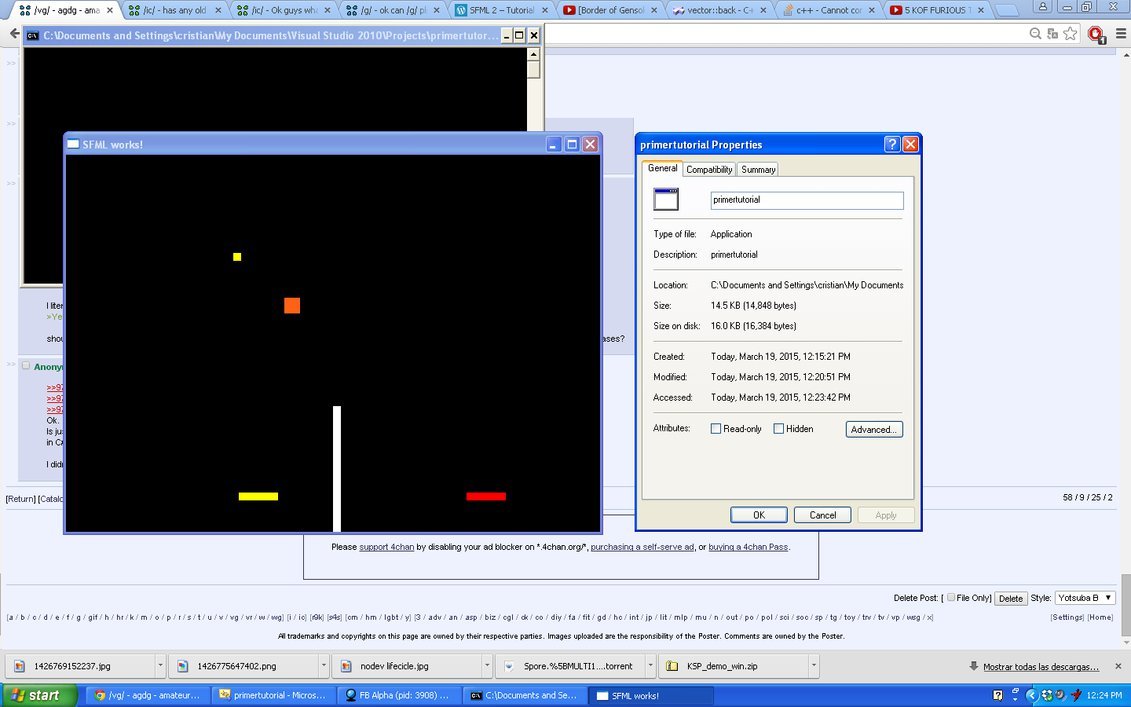 /vg/ - agdg - ama
/ic/ - has any old
/ic/ - Ok guys wha
/g/ - ok can /g/ pl
SFML 2 – Tutorial
[Border of Gensok
vector::back - C+
c++ - Cannot co
5 KOF FURIOUS T
C:\Documents and Settings\cristian\My Documents\Visual Studio 2010\Projects\primertutor...
SFML works!
primertutorial Properties
General
Compatibility
Summary
primertutorial
Type of file: Application
Description: primertutorial
Location: C:\Documents and Settings\cristian\My Documents
Size: 14.5 KB (14,848 bytes)
Size on disk: 16.0 KB (16,384 bytes)
Created: Today, March 19, 2015, 12:15:21 PM
Modified: Today, March 19, 2015, 12:20:51 PM
Accessed: Today, March 19, 2015, 12:23:42 PM
Attributes: Read-only Hidden Advanced...
OK Cancel Apply
I liter
>Ye
shou
ases?
Anony
>>97
>>97
>>97
Ok.
Is ju
in C
I didn
[Return] [Catalo
58 / 9 / 25 / 2
Please support 4chan by disabling your ad blocker on *.4chan.org/*, purchasing a self-serve ad, or buying a 4chan Pass.
Delete Post: [ File Only] Delete Style: Yotsuba B
[a / b / c / d / e / f / g / gif / h / hr / k / m / o / p / r / s / t / u / v / vg / vr / w / wg] [i / ic] [r9k] [s4s] [cm / hm / lgbt / y] [3 / adv / an / asp / biz / cgl / ck / co / diy / fa / fit / gd / hc / int / jp / lit / mlp / mu / n / out / po / pol / sci / soc / sp / tg / toy / trv / tv / vp / wsg / x]
[Settings] [Home]
All trademarks and copyrights on this page are owned by their respective parties. Images uploaded are the responsibility of the Poster. Comments are owned by the Poster.
1426769152237.jpg
1426775647402.png
nodev lifecicle.jpg
Spore.%5BMULTI1....torrent
KSP_demo_win.zip
Mostrar todas las descargas...
start
/vg/ - agdg - amateur...
primertutorial - Micros...
FB Alpha (pid: 3908) ...
C:\Documents and Se...
SFML works!
12:24 PM